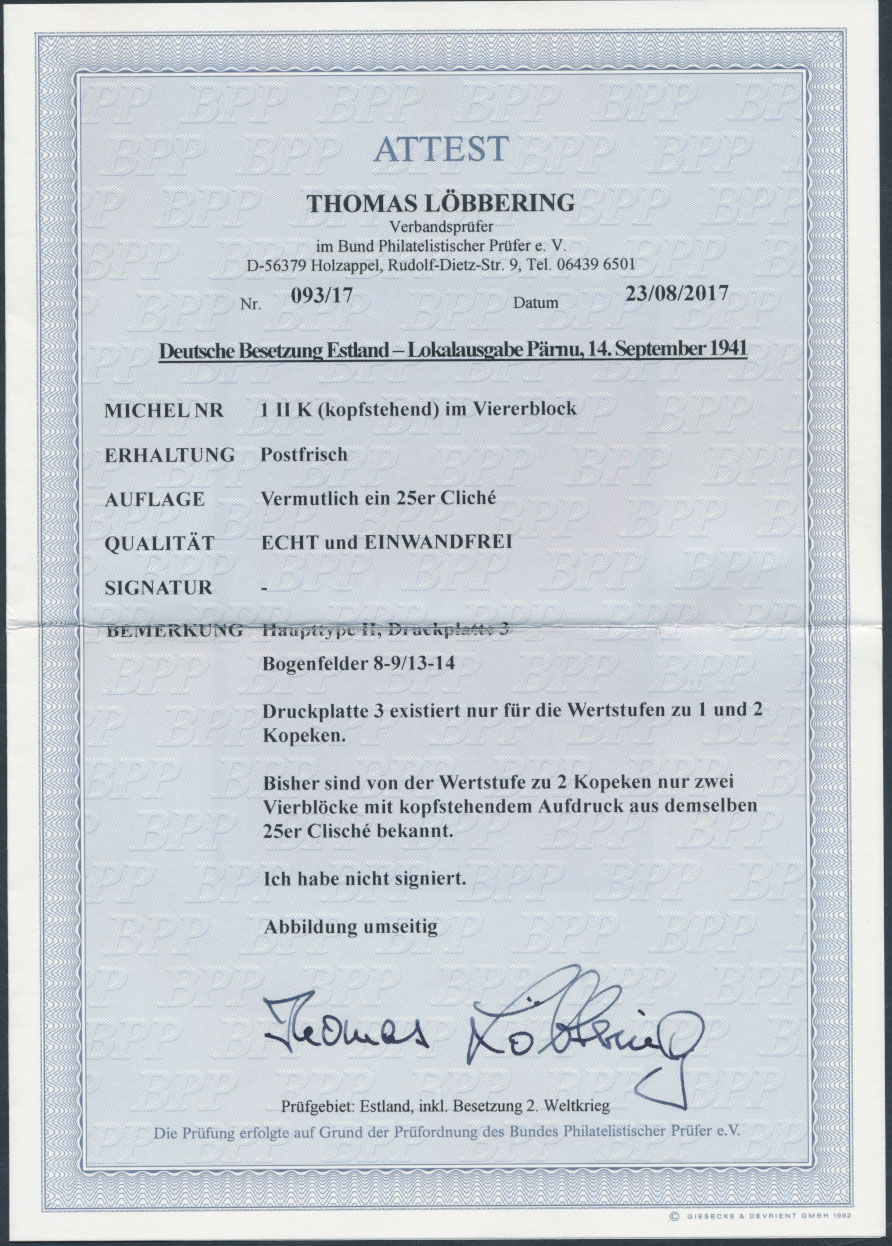 ATTEST
THOMAS LÖBBERING
Verbandsprüfer
im Bund Philatelistischer Prüfer e. V.
D-56379 Holzappel, Rudolf-Dietz-Str. 9, Tel. 06439 6501
Nr. 093/17 Datum 23/08/2017
Deutsche Besetzung Estland – Lokalausgabe Pärnu, 14. September 1941
MICHEL NR 1 II K (kopfstehend) im Viererblock
ERHALTUNG Postfrisch
AUFLAGE Vermutlich ein 25er Cliché
QUALITÄT ECHT und EINWANDFREI
SIGNATUR -
BEMERKUNG Haupttype II, Druckplatte 3
Bogenfelder 8-9/13-14
Druckplatte 3 existiert nur für die Wertstufen zu 1 und 2
Kopeken.
Bisher sind von der Wertstufe zu 2 Kopeken nur zwei
Vierblöcke mit kopfstehendem Aufdruck aus demselben
25er Clisché bekannt.
Ich habe nicht signiert.
Abbildung umseitig
Thomas Löbbering
Prüfgebiet: Estland, inkl. Besetzung 2. Weltkrieg
Die Prüfung erfolgte auf Grund der Prüfordnung des Bundes Philatelistischer Prüfer e.V.
© GIESECKE & DEVRIENT GMBH 1992